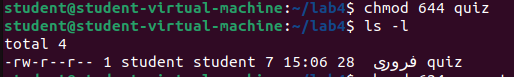 student@student-virtual-machine:~/lab4$ chmod 644 quiz
student@student-virtual-machine:~/lab4$ ls -l
total 4
-rw-r--r-- 1 student student 7 15:06 28 فروری quiz